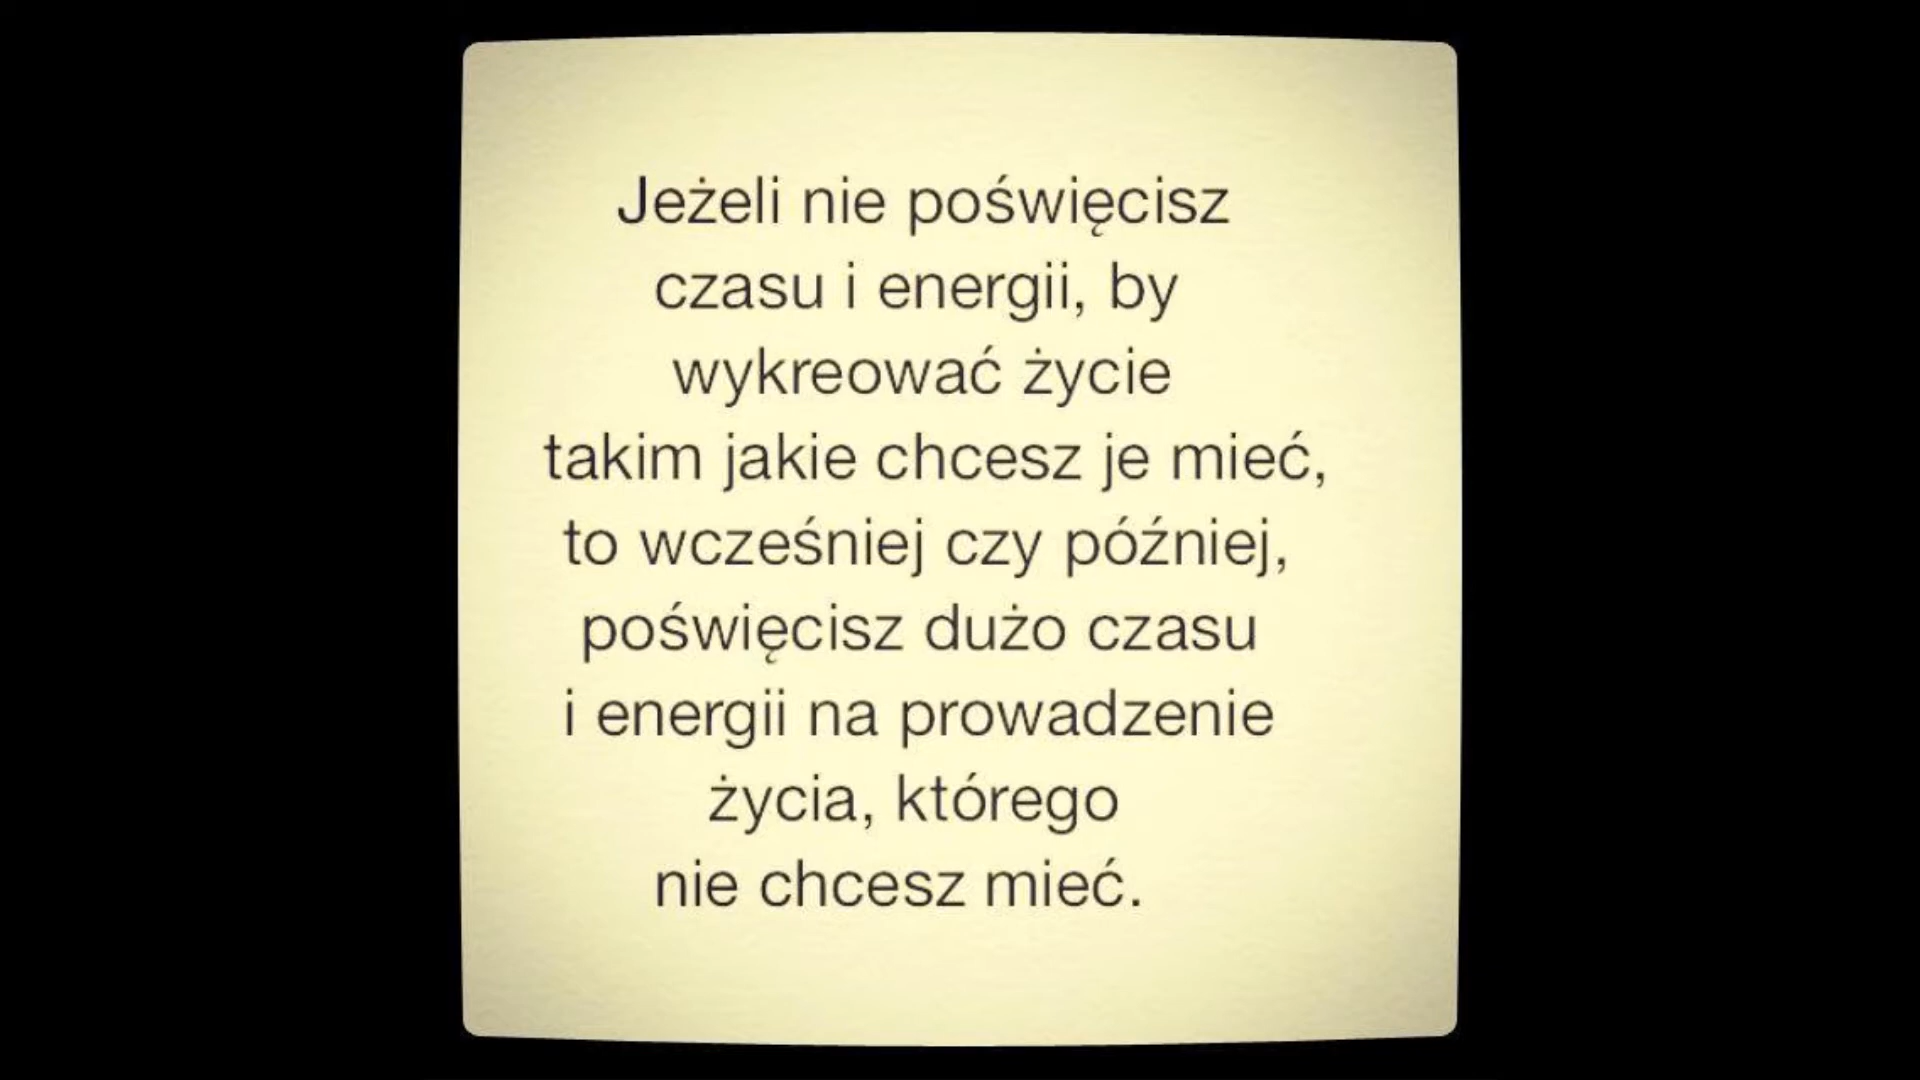 Jeżeli nie poświęcisz
czasu i energii, by
wykreować życie
takim jakie chcesz je mieć,
to wcześniej czy później,
poświęcisz dużo czasu
i energii na prowadzenie
życia, którego
nie chcesz mieć.